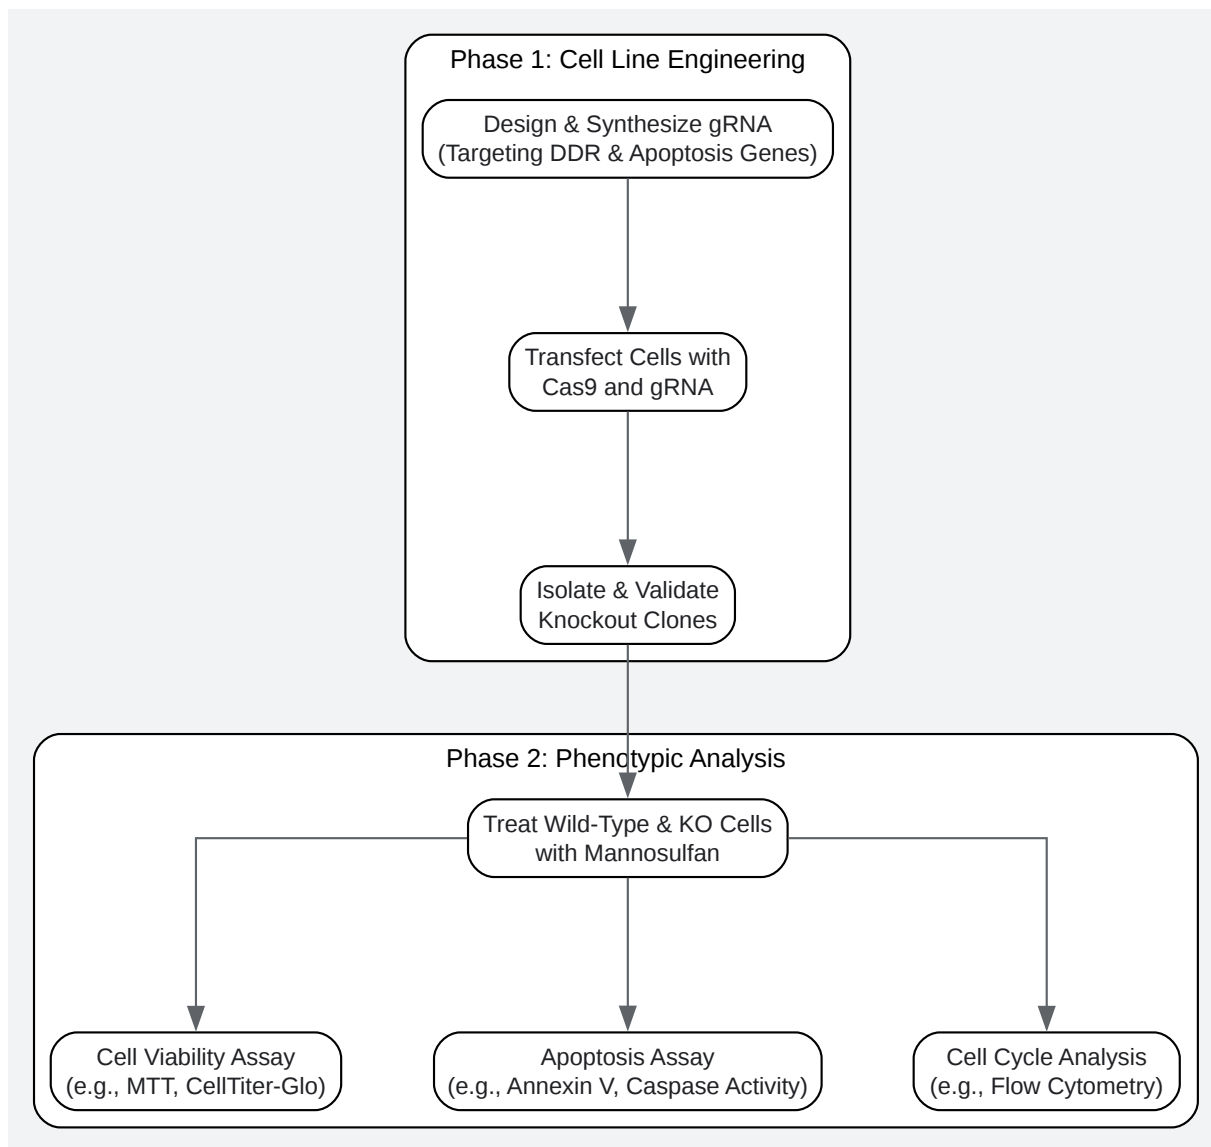 Phase 1: Cell Line Engineering
Design & Synthesize gRNA
(Targeting DDR & Apoptosis Genes)
Transfect Cells with
Cas9 and gRNA
Isolate & Validate
Knockout Clones
Phase 2: Phenotypic Analysis
Treat Wild-Type & KO Cells
with Mannosulfan
Cell Viability Assay
(e.g., MTT, CellTiter-Glo)
Apoptosis Assay
(e.g., Annexin V, Caspase Activity)
Cell Cycle Analysis
(e.g., Flow Cytometry)